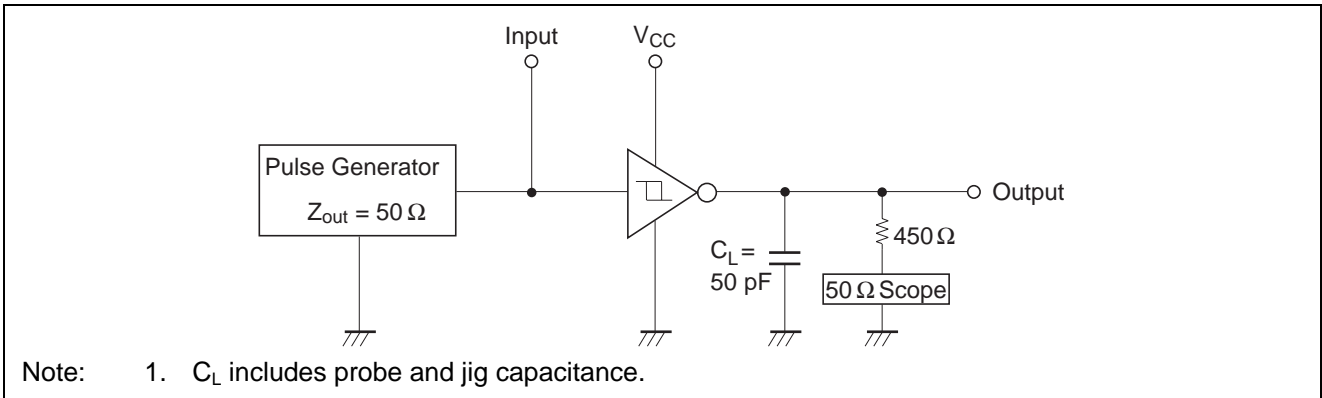 Input
V_CC
Pulse Generator
Z_out = 50 Ω
Output
450 Ω
C_L =
50 pF
50 Ω Scope
Note: 1. C_L includes probe and jig capacitance.